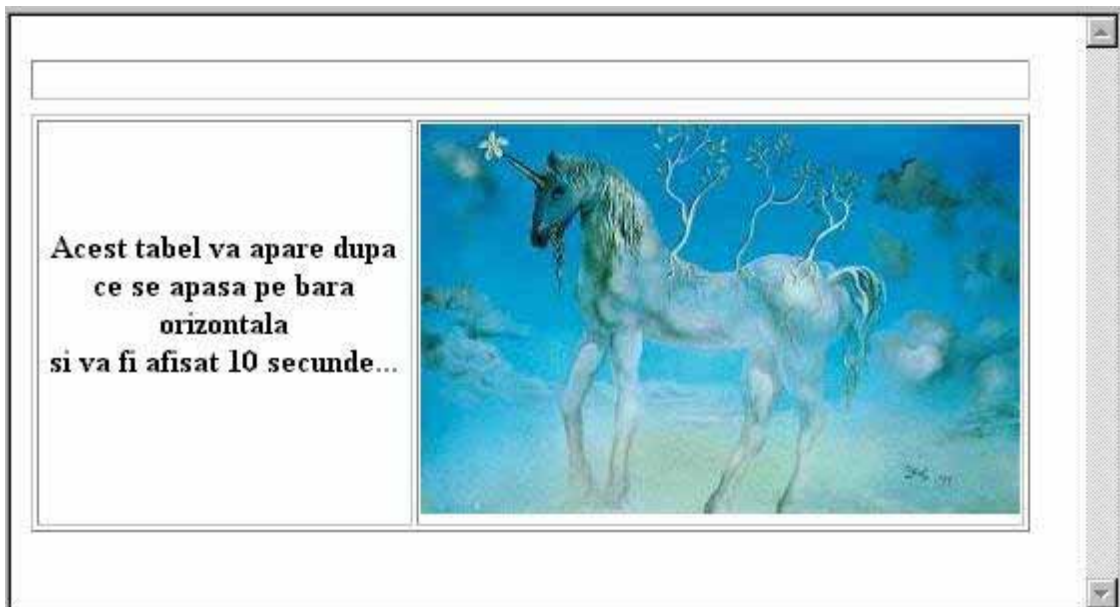 Acest tabel va apare dupa
ce se apasa pe bara
orizontala
si va fi afisat 10 secunde...